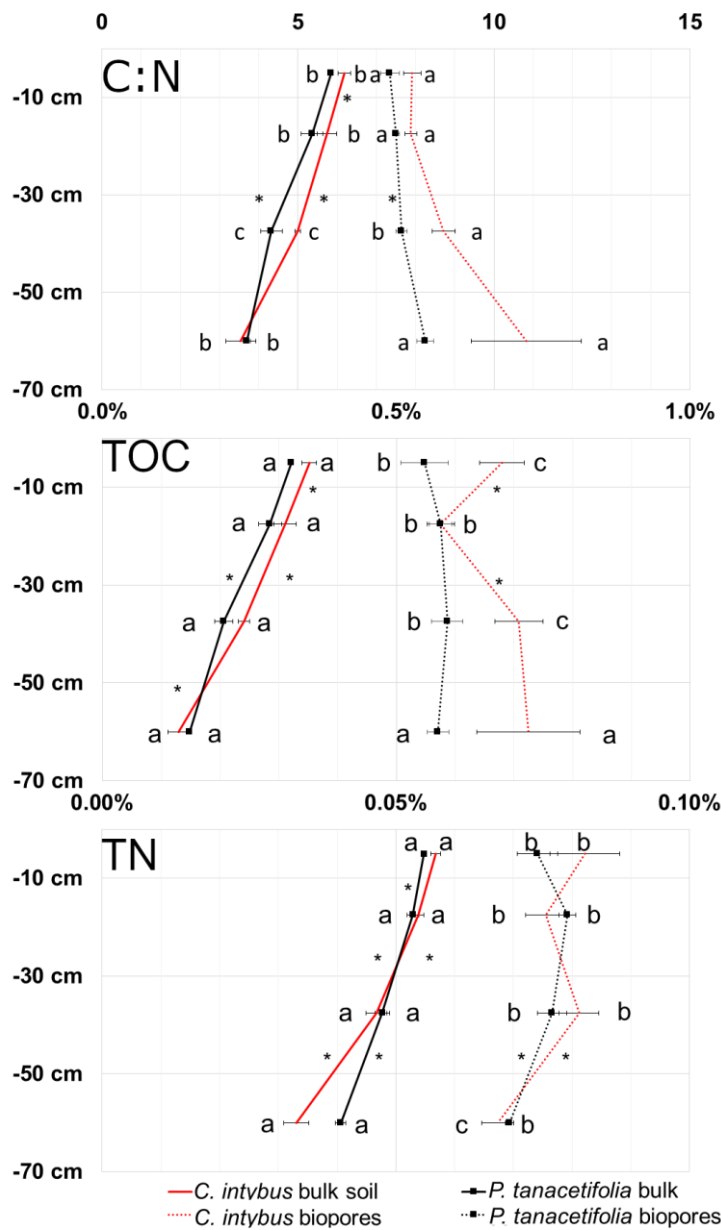 0 5 10 15
C:N
b b a a
-10 cm
*
b b a a
-30 cm
* * *
c c b a
-50 cm
b b a a
-70 cm
0.0% 0.5% 1.0%
TOC
a a b c
-10 cm
* *
a a b b
-30 cm
* * *
a a b c
-50 cm
*
a a a a
-70 cm
0.00% 0.05% 0.10%
TN
a a b b
-10 cm
*
a a b b
-30 cm
* *
a a b b
-50 cm
* * * *
a a c b
-70 cm
C. intybus bulk soil P. tanacetifolia bulk
C. intybus biopores P. tanacetifolia biopores